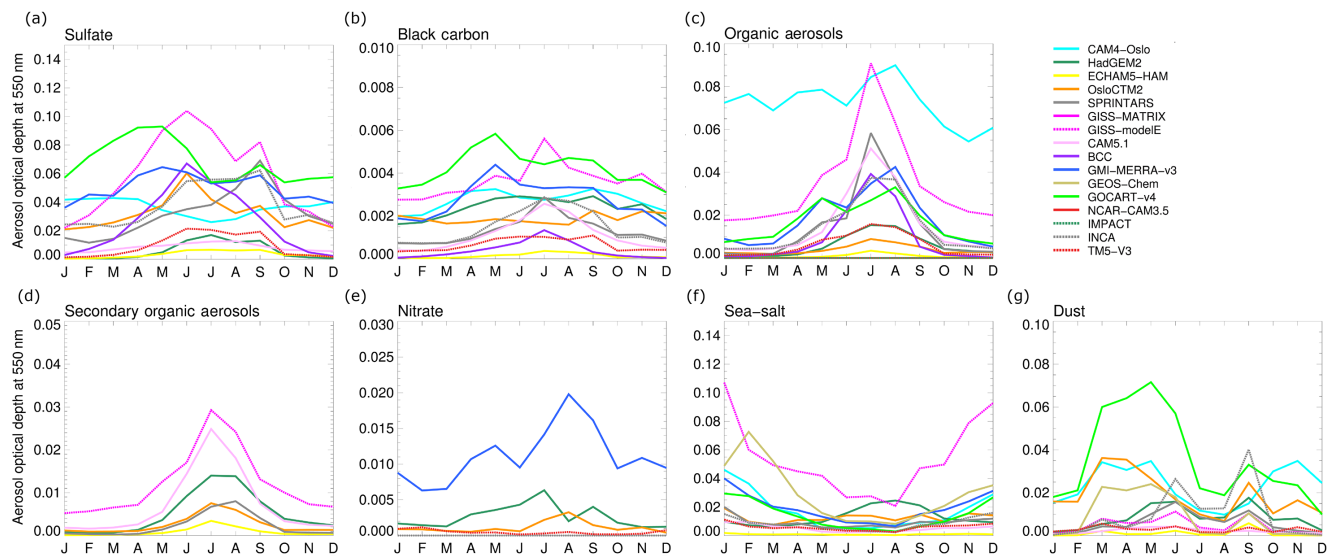 (a)
Sulfate
Aerosol optical depth at 550 nm
0.14
0.12
0.10
0.08
0.06
0.04
0.02
0.00
J F M A M J J A S O N D
(b)
Black carbon
0.010
0.008
0.006
0.004
0.002
0.000
J F M A M J J A S O N D
(c)
Organic aerosols
0.10
0.08
0.06
0.04
0.02
0.00
J F M A M J J A S O N D
CAM4-Oslo
HadGEM2
ECHAM5-HAM
OsloCTM2
SPRINTARS
GISS-MATRIX
GISS-modelE
CAM5.1
BCC
GMI-MERRA-v3
GEOS-Chem
GOCART-v4
NCAR-CAM3.5
IMPACT
INCA
TM5-V3
(d)
Secondary organic aerosols
Aerosol optical depth at 550 nm
0.05
0.04
0.03
0.02
0.01
0.00
J F M A M J J A S O N D
(e)
Nitrate
0.030
0.025
0.020
0.015
0.010
0.005
0.000
J F M A M J J A S O N D
(f)
Sea-salt
0.14
0.12
0.10
0.08
0.06
0.04
0.02
0.00
J F M A M J J A S O N D
(g)
Dust
0.10
0.08
0.06
0.04
0.02
0.00
J F M A M J J A S O N D